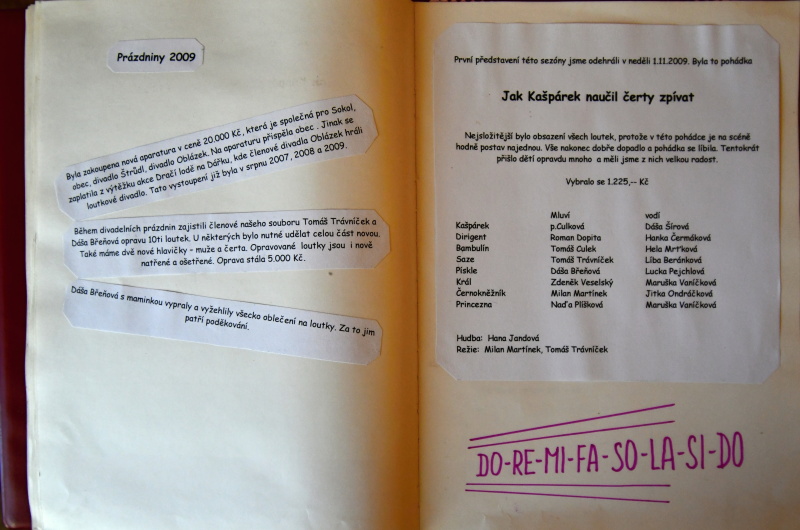 Prázdniny 2009
Byla zakoupena nová aparatura v ceně 20.000 Kč, která je společná pro Sokol,
obec, divadlo Štrůdl, divadlo Oblázek. Na aparaturu přispěla obec . Jinak se
zaplatila z výtěžku akce Dračí lodě na Dářku, kde členové divadla Oblázek hráli
loutkové divadlo. Tato vystoupení již byla v srpnu 2007, 2008 a 2009.
Během divadelních prázdnin zajistili členové našeho souboru Tomáš Trávníček a
Dáša Břeňová opravu 10ti loutek. U některých bylo nutné udělat celou část novou.
Také máme dvě nové hlavičky - muže a čerta. Opravované loutky jsou i nově
natřené a ošetřené. Oprava stála 5.000 Kč.
Dáša Břeňová s maminkou vypraly a vyžehlily všecko oblečení na loutky. Za to jim
patří poděkování.
První představení této sezóny jsme odehráli v neděli 1.11.2009. Byla to pohádka
Jak Kašpárek naučil čerty zpívat
Nejsložitější bylo obsazení všech loutek, protože v této pohádce je na scéně
hodně postav najednou. Vše nakonec dobře dopadlo a pohádka se líbila. Tentokrát
přišlo dětí opravdu mnoho a měli jsme z nich velkou radost.
Vybralo se 1.225,-- Kč
Mluví vodí
Kašpárek p.Culková Dáša Šírová
Dirigent Roman Dopita Hanka Čermáková
Bambulín Tomáš Culek Hela Mrťková
Saze Tomáš Trávníček Líba Beránková
Pískle Dáša Břeňová Lucka Pejchlová
Král Zdeněk Veselský Maruška Vaníčková
Černokněžník Milan Martínek Jitka Ondráčková
Princezna Naďa Plíšková Maruška Vaníčková
Hudba: Hana Jandová
Režie: Milan Martínek, Tomáš Trávníček
DO-RE-MI-FA-SO-LA-SI-DO